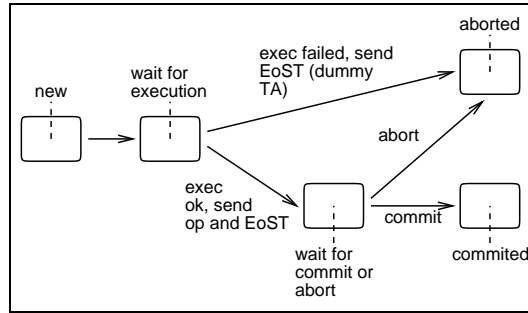 aborted
exec failed, send
EoST (dummy
TA)
wait for
execution
new
abort
exec
ok, send
op and EoST
commit
wait for
commit or
abort
commited